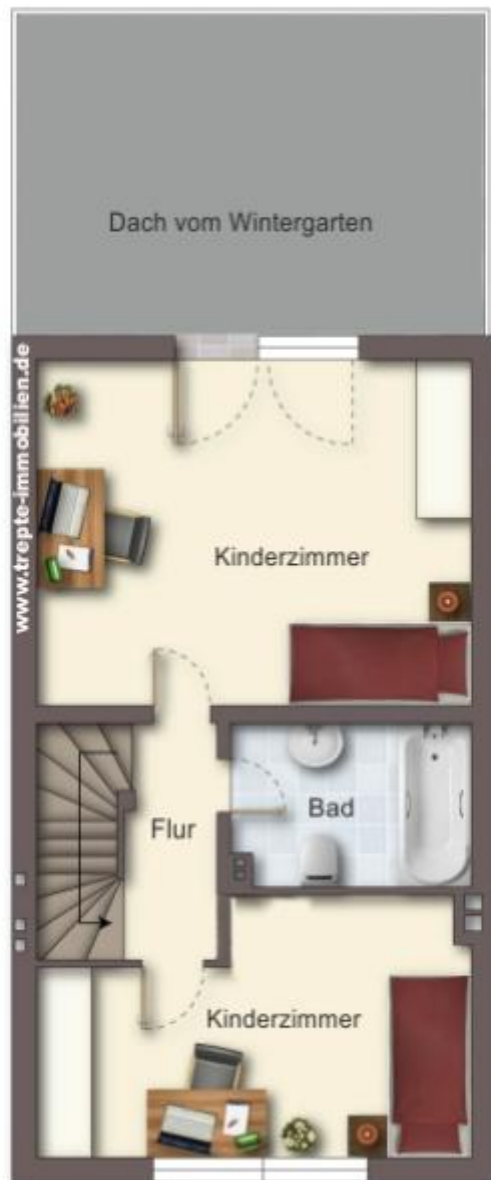 Dach vom Wintergarten
www.trepte-immobilien.de
Kinderzimmer
Flur
Bad
Kinderzimmer